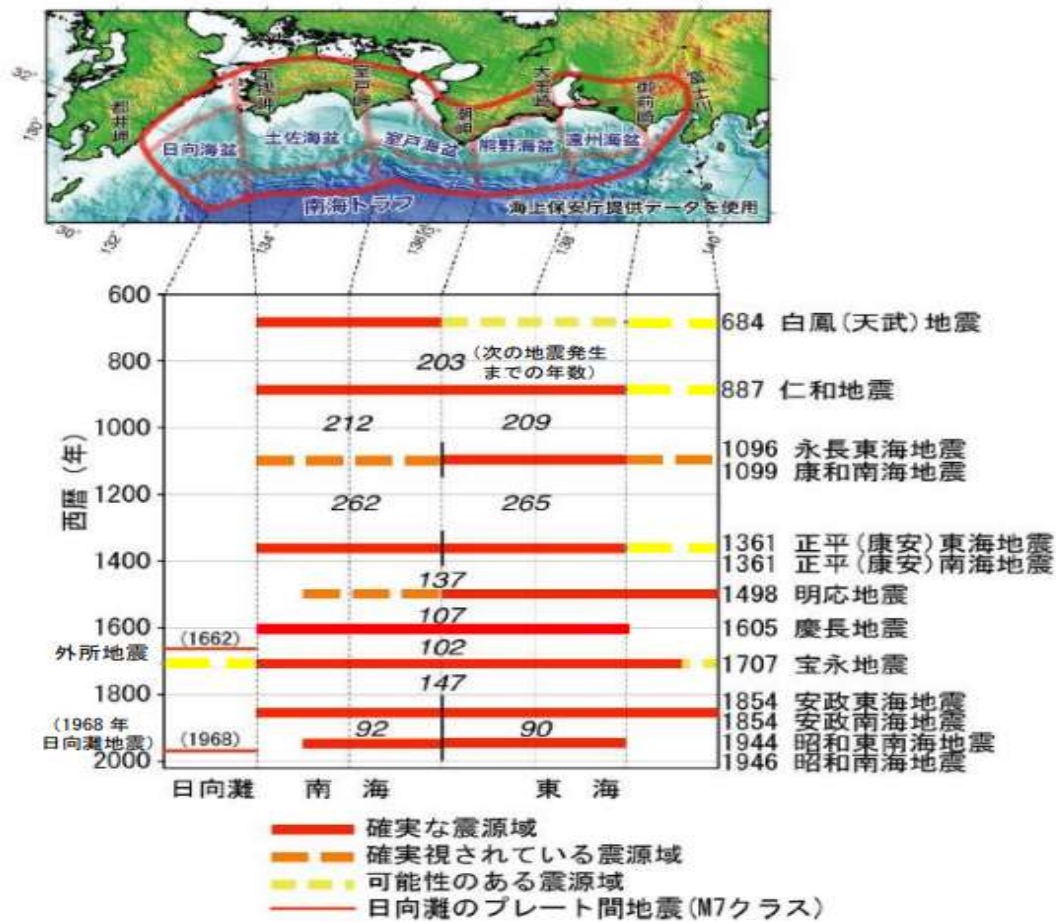 都井岬
足摺岬
室戸岬
潮岬
大王崎
御前崎
富士川
日向海盆
土佐海盆
室戸海盆
熊野海盆
遠州海盆
南海トラフ
海上保安庁提供データを使用
132°
134°
138°
140°
600
800
1000
1200
1400
1600
1800
2000
西暦(年)
684 白鳳(天武)地震
203 (次の地震発生
までの年数)
887 仁和地震
212
209
1096 永長東海地震
1099 康和南海地震
262
265
1361 正平(康安)東海地震
1361 正平(康安)南海地震
137
1498 明応地震
107
1605 慶長地震
(1662)
外所地震
102
1707 宝永地震
147
1854 安政東海地震
1854 安政南海地震
(1968 年
日向灘地震)
(1968)
92
90
1944 昭和東南海地震
1946 昭和南海地震
日向灘 南 海 東 海
確実な震源域
確実視されている震源域
可能性のある震源域
日向灘のプレート間地震(M7クラス)